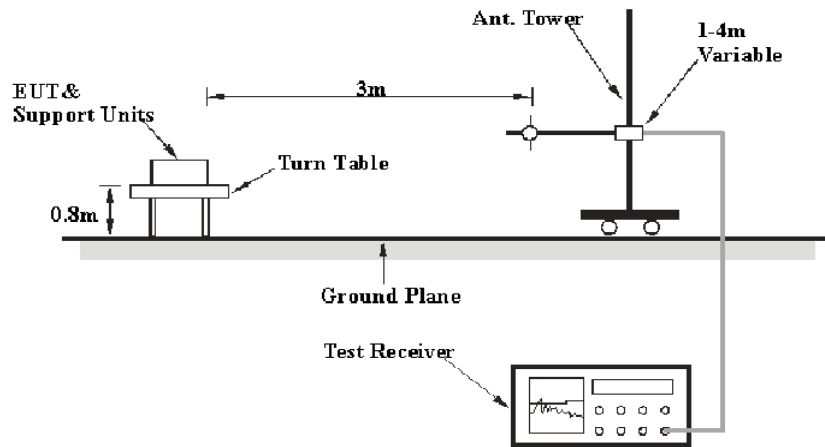 Ant. Tower
1-4m
Variable
3m
EUT &
Support Units
Turn Table
0.8m
Ground Plane
Test Receiver